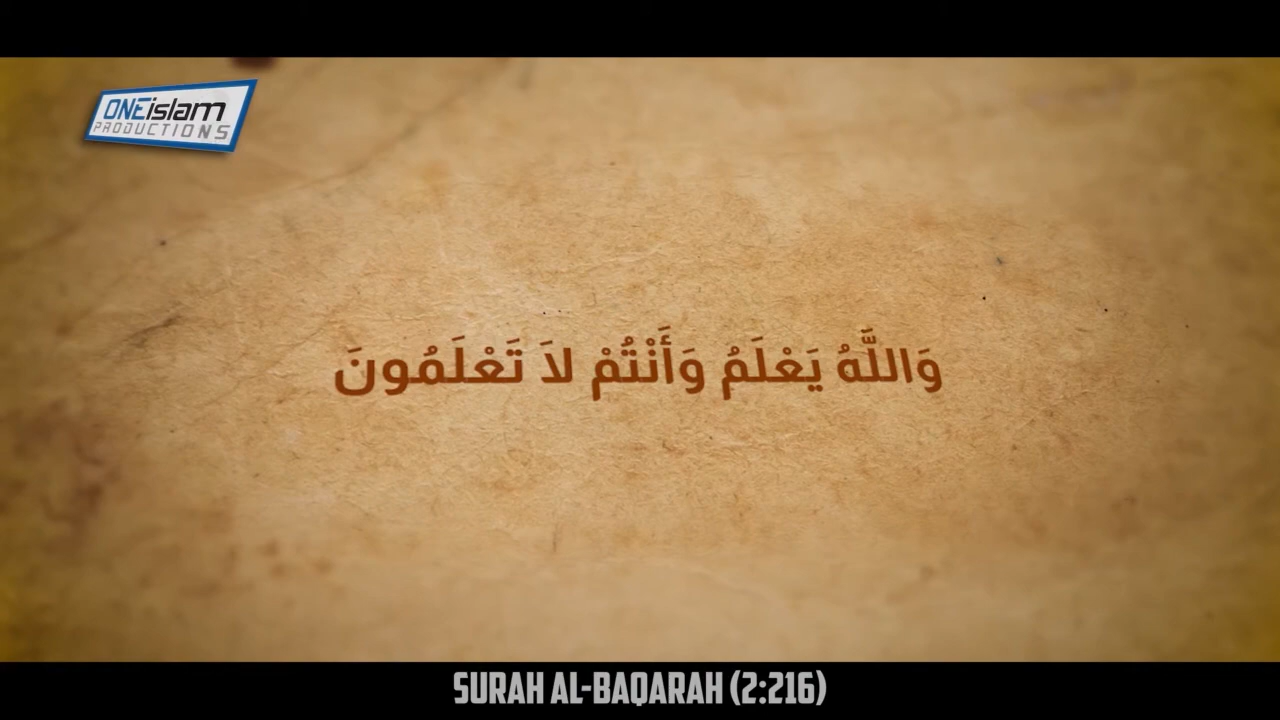 ONEislam
PRODUCTIONS
وَاللَّهُ يَعْلَمُ وَأَنْتُمْ لاَ تَعْلَمُونَ
SURAH AL-BAQARAH (2:216)